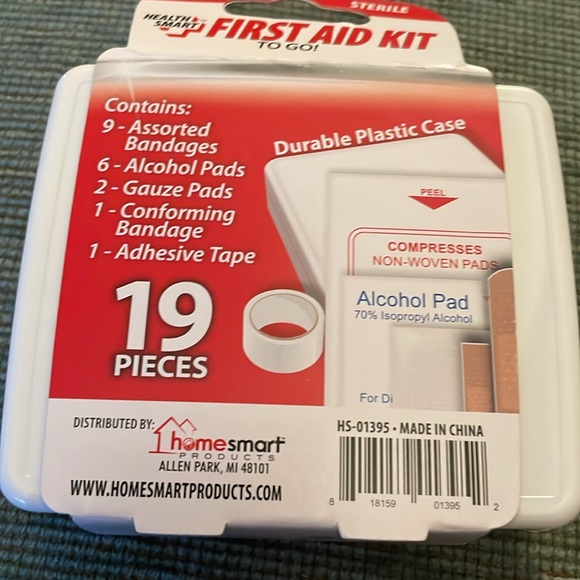 STERILE
HEALTH SMART™
FIRST AID KIT
TO GO!
Contains:
9 - Assorted
Bandages
6 - Alcohol Pads
2 - Gauze Pads
1 - Conforming
Bandage
1 - Adhesive Tape
19
PIECES
Durable Plastic Case
PEEL
COMPRESSES
NON-WOVEN PADS
Alcohol Pad
70% Isopropyl Alcohol
For Di
DISTRIBUTED BY:
homesmart
PRODUCTS
ALLEN PARK, MI 48101
WWW.HOMESMARTPRODUCTS.COM
HS-01395 • MADE IN CHINA
8 18159 01395 2